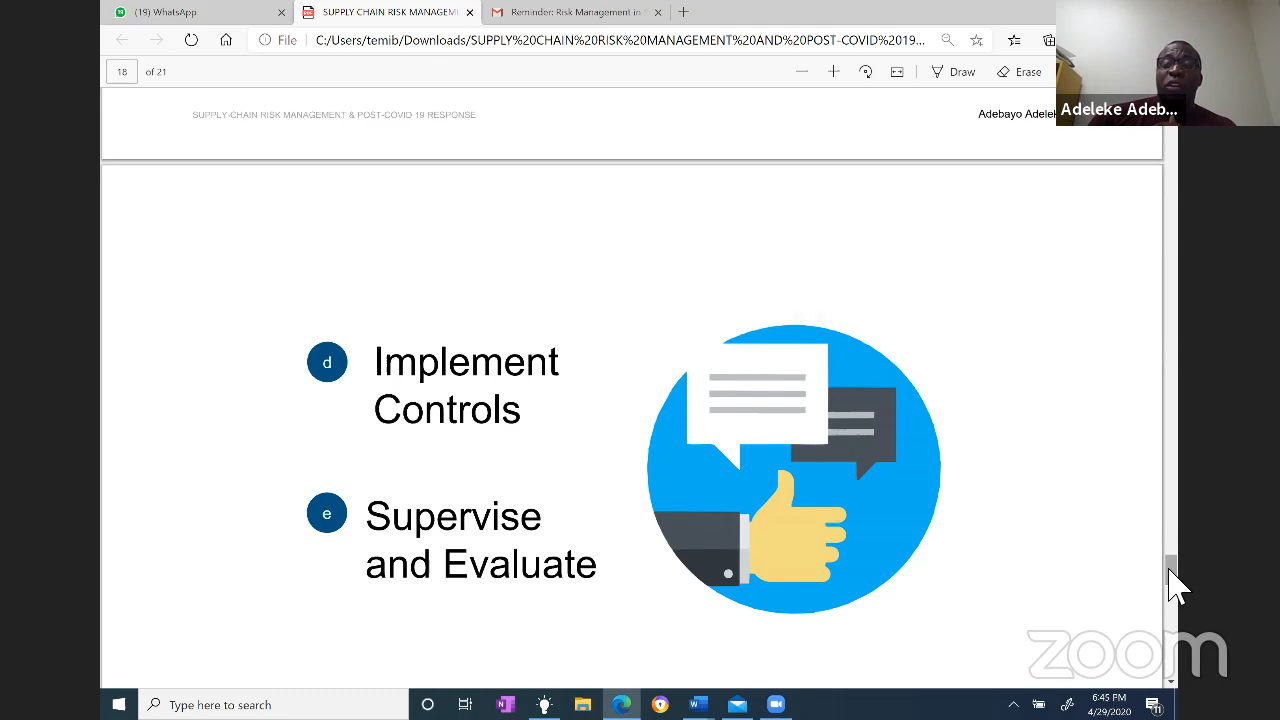 (19) WhatsApp
SUPPLY CHAIN RISK MANAGEMI
Reminder: Risk Management in S
File
C:/Users/temib/Downloads/SUPPLY%20CHAIN%20RISK%20MANAGEMENT%20AND%20POST-COVID%2019...
18 of 21
Draw
Erase
Adeleke Adeb...
SUPPLY-CHAIN RISK MANAGEMENT & POST-COVID 19 RESPONSE
Adebayo Adelek
d
Implement
Controls
e
Supervise
and Evaluate
zoom
Type here to search
6:45 PM
4/29/2020
11